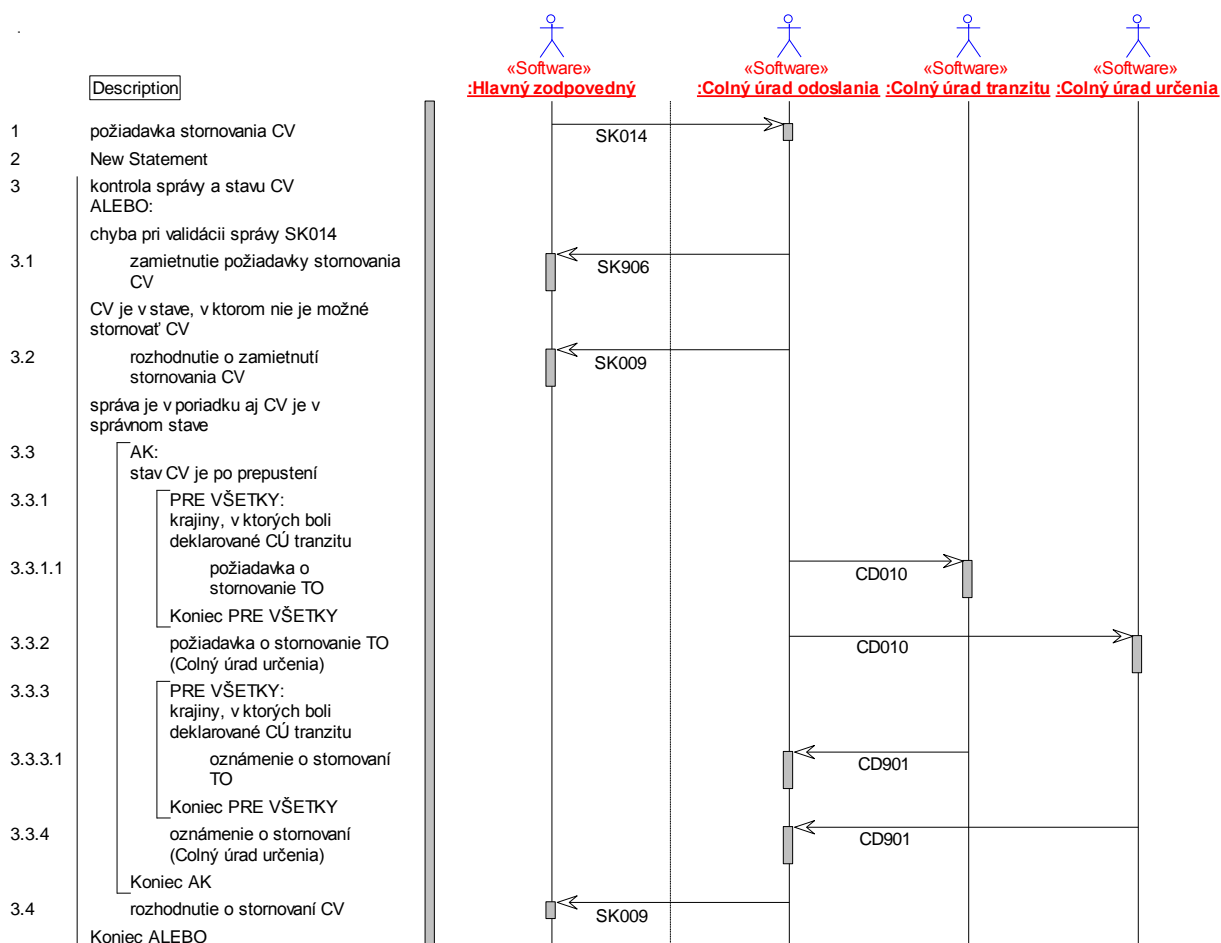 .
«Software» «Software» «Software» «Software»
Description :Hlavný zodpovedný :Colný úrad odoslania :Colný úrad tranzitu :Colný úrad určenia
1 požiadavka stornovania CV
SK014
2 New Statement
3 kontrola správy a stavu CV
ALEBO:
chyba pri validácii správy SK014
3.1 zamietnutie požiadavky stornovania
CV
SK906
CV je v stave, v ktorom nie je možné
stornovať CV
3.2 rozhodnutie o zamietnutí
stornovania CV
SK009
správa je v poriadku aj CV je v
správnom stave
3.3 AK:
stav CV je po prepustení
3.3.1 PRE VŠETKY:
krajiny, v ktorých boli
deklarované CÚ tranzitu
3.3.1.1 požiadavka o
stornovanie TO
CD010
Koniec PRE VŠETKY
3.3.2 požiadavka o stornovanie TO
(Colný úrad určenia)
CD010
3.3.3 PRE VŠETKY:
krajiny, v ktorých boli
deklarované CÚ tranzitu
3.3.3.1 oznámenie o stornovaní
TO
CD901
Koniec PRE VŠETKY
3.3.4 oznámenie o stornovaní
(Colný úrad určenia)
CD901
Koniec AK
3.4 rozhodnutie o stornovaní CV
SK009
Koniec ALEBO